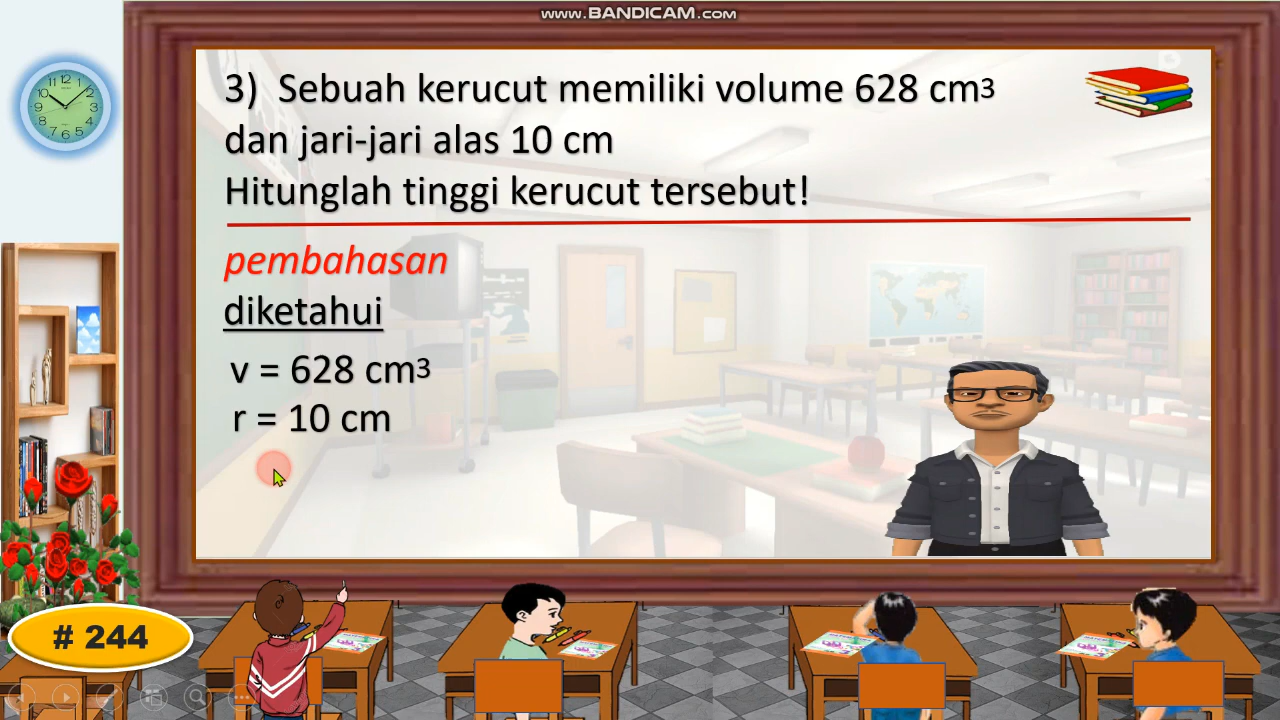 www.BANDICAM.com
3) Sebuah kerucut memiliki volume 628 cm3
dan jari-jari alas 10 cm
Hitunglah tinggi kerucut tersebut!
pembahasan
diketahui
v = 628 cm3
r = 10 cm
# 244